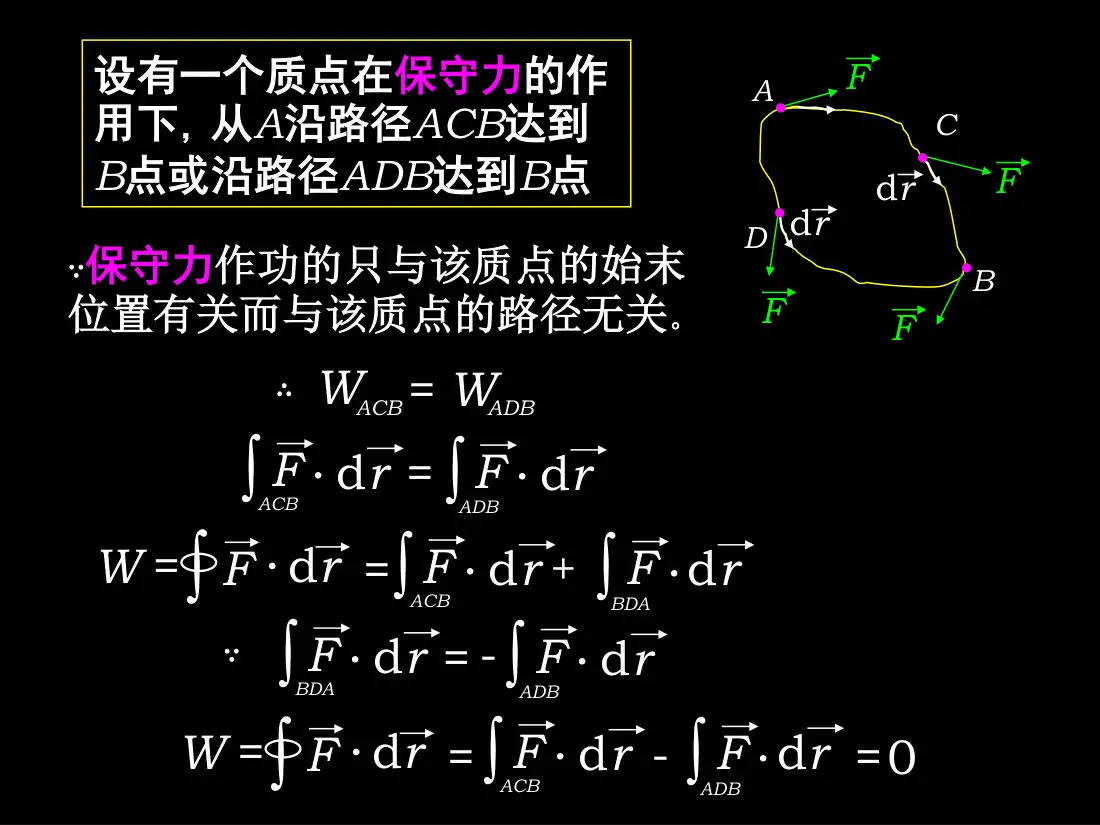 设有一个质点在保守力的作
用下，从A沿路径ACB达到
B点或沿路径ADB达到B点
A
F⃗
C
F⃗
dr⃗
D
dr⃗
B
F⃗
F⃗
∵保守力作功的只与该质点的始末
位置有关而与该质点的路径无关。
∴ W_ACB = W_ADB
∫_ACB F⃗ · dr⃗ = ∫_ADB F⃗ · dr⃗
W = ∮ F⃗ · dr⃗ = ∫_ACB F⃗ · dr⃗ + ∫_BDA F⃗ · dr⃗
∵ ∫_BDA F⃗ · dr⃗ = - ∫_ADB F⃗ · dr⃗
W = ∮ F⃗ · dr⃗ = ∫_ACB F⃗ · dr⃗ - ∫_ADB F⃗ · dr⃗ = 0